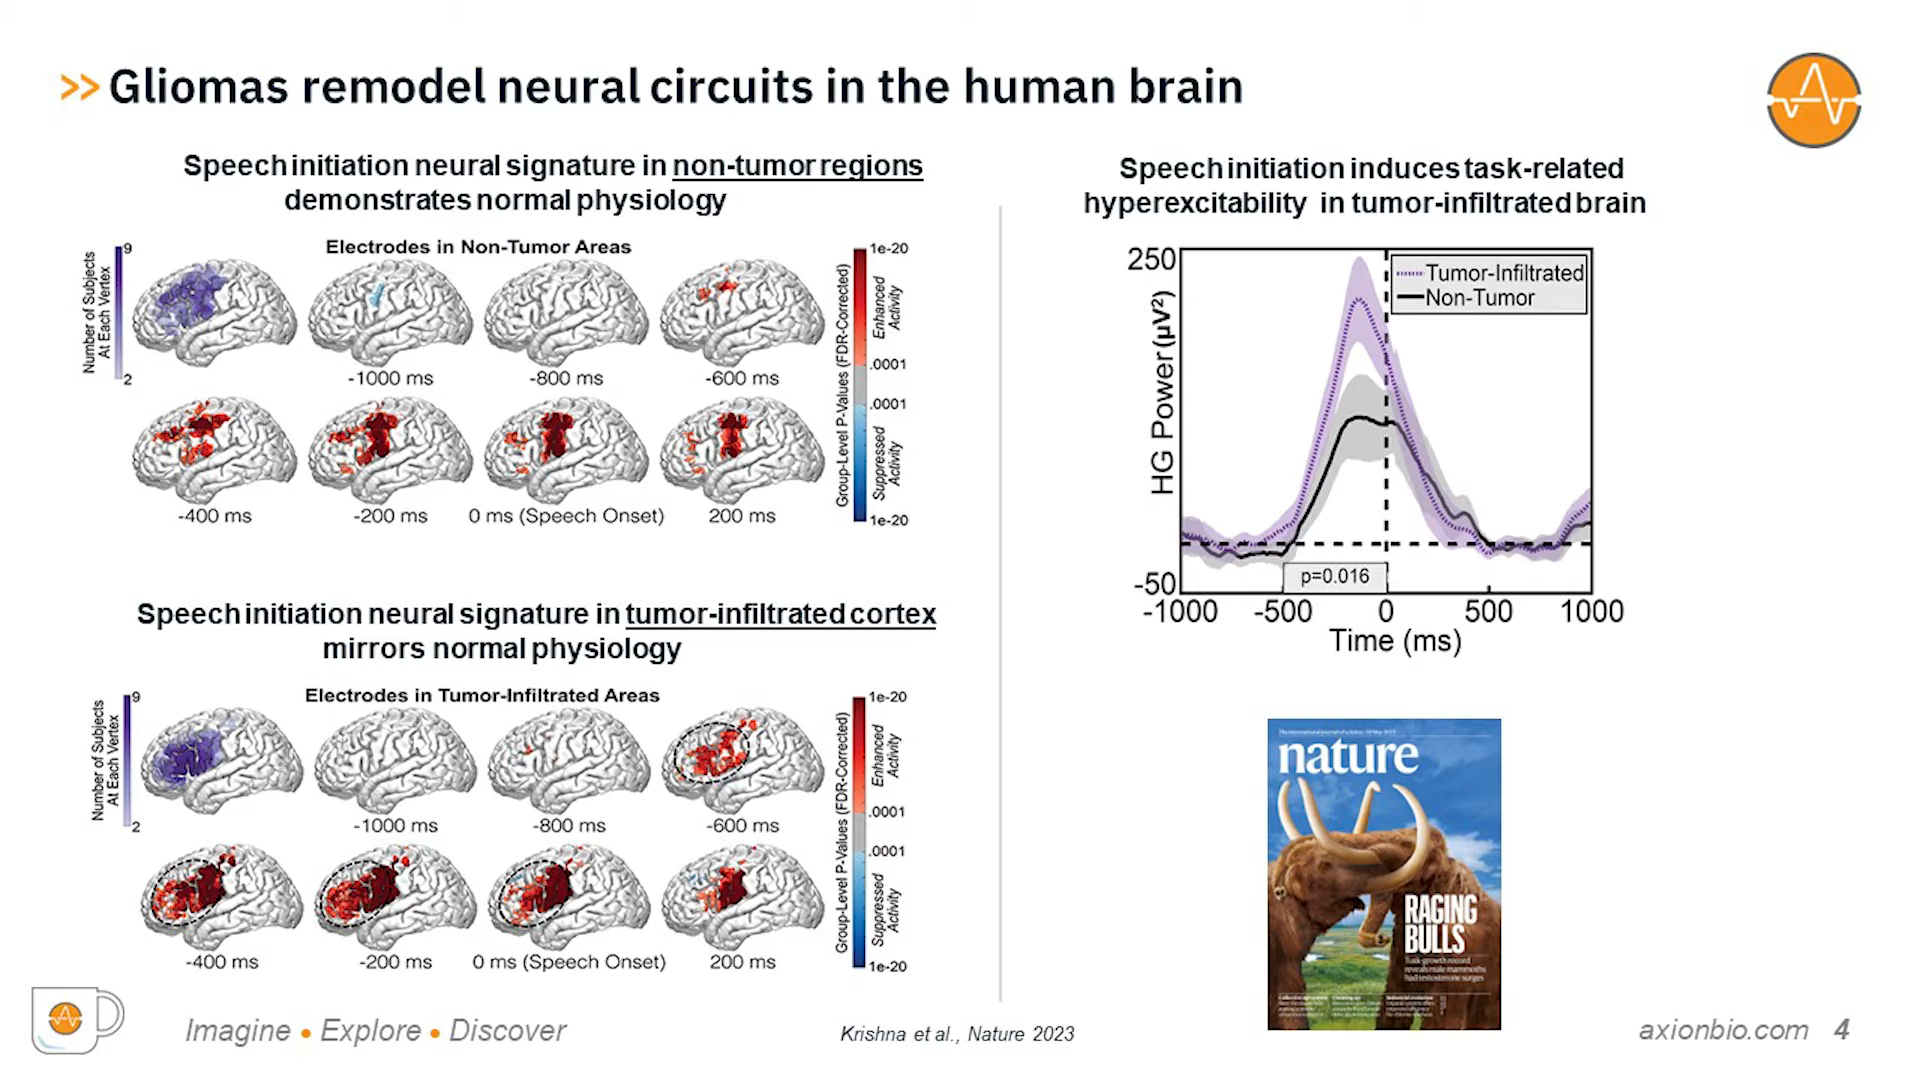 >> Gliomas remodel neural circuits in the human brain
Speech initiation neural signature in non-tumor regions
demonstrates normal physiology
Electrodes in Non-Tumor Areas
Number of Subjects
At Each Vertex
9
2
-1000 ms
-800 ms
-600 ms
-400 ms
-200 ms
0 ms (Speech Onset)
200 ms
Group-Level P-Values (FDR-Corrected)
1e-20
Enhanced
Activity
.0001
.0001
Suppressed
Activity
1e-20
Speech initiation neural signature in tumor-infiltrated cortex
mirrors normal physiology
Electrodes in Tumor-Infiltrated Areas
Number of Subjects
At Each Vertex
9
2
-1000 ms
-800 ms
-600 ms
-400 ms
-200 ms
0 ms (Speech Onset)
200 ms
Group-Level P-Values (FDR-Corrected)
1e-20
Enhanced
Activity
.0001
.0001
Suppressed
Activity
1e-20
Speech initiation induces task-related
hyperexcitability in tumor-infiltrated brain
250
HG Power (µV²)
-50
Tumor-Infiltrated
Non-Tumor
p=0.016
-1000 -500 0 500 1000
Time (ms)
nature
RAGING
BULLS
Tusk growth record
reveals male mammoths
had testosterone surges
Imagine • Explore • Discover
Krishna et al., Nature 2023
axionbio.com 4